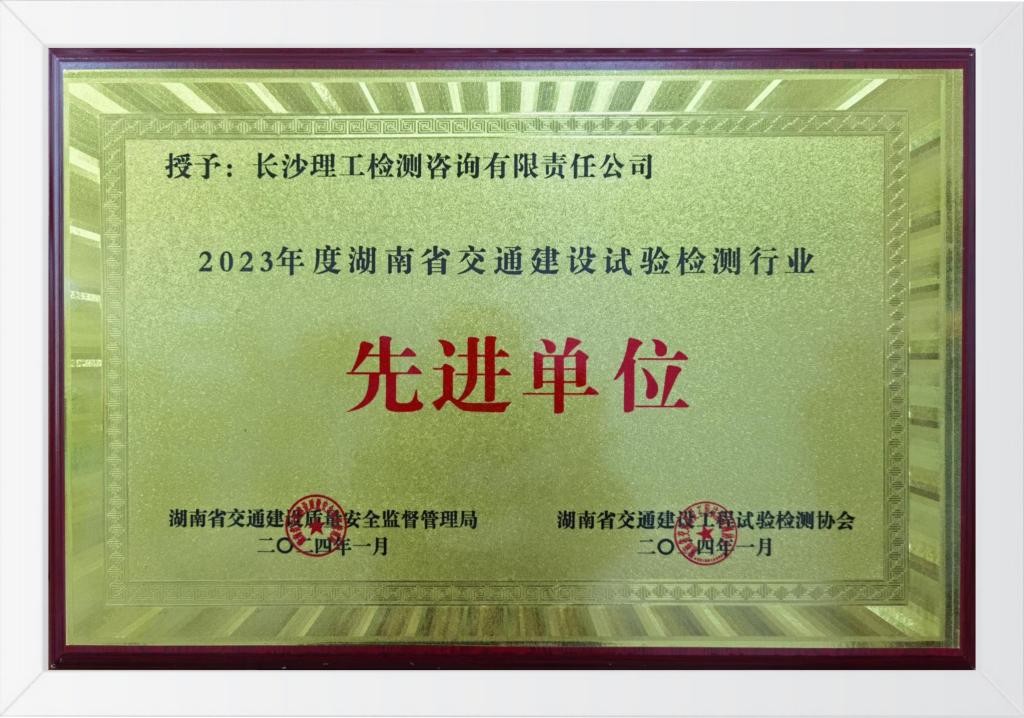 授予：长沙理工检测咨询有限责任公司
2023年度湖南省交通建设试验检测行业
先进单位
湖南省交通建设质量安全监督管理局
二〇二四年一月
湖南省交通建设工程试验检测协会
二〇二四年一月